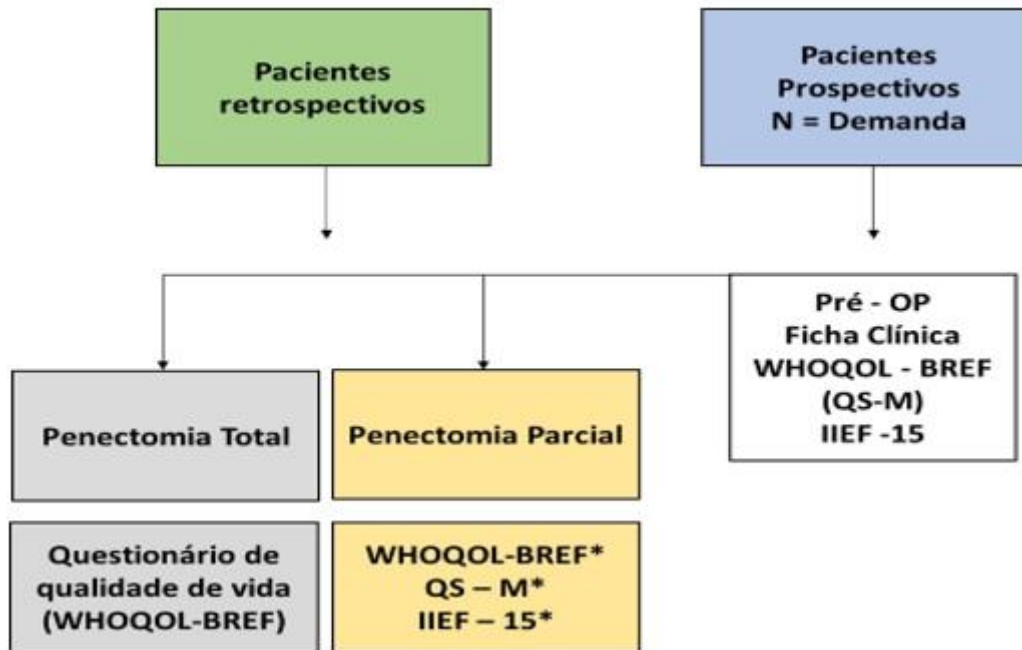 Pacientes
retrospectivos
Pacientes
Prospectivos
N = Demanda
Pré - OP
Ficha Clínica
WHOQOL - BREF
(QS-M)
IIEF -15
Penectomia Total
Penectomia Parcial
Questionário de
qualidade de vida
(WHOQOL-BREF)
WHOQOL-BREF*
QS – M*
IIEF – 15*